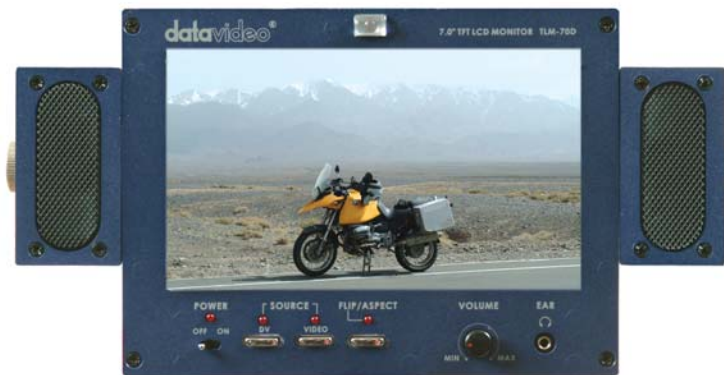 datavideo®
7.0" TFT LCD MONITOR TLM-70D
POWER
SOURCE
FLIP/ASPECT
VOLUME
EAR
OFF ON
DV
VIDEO
MIN
MAX